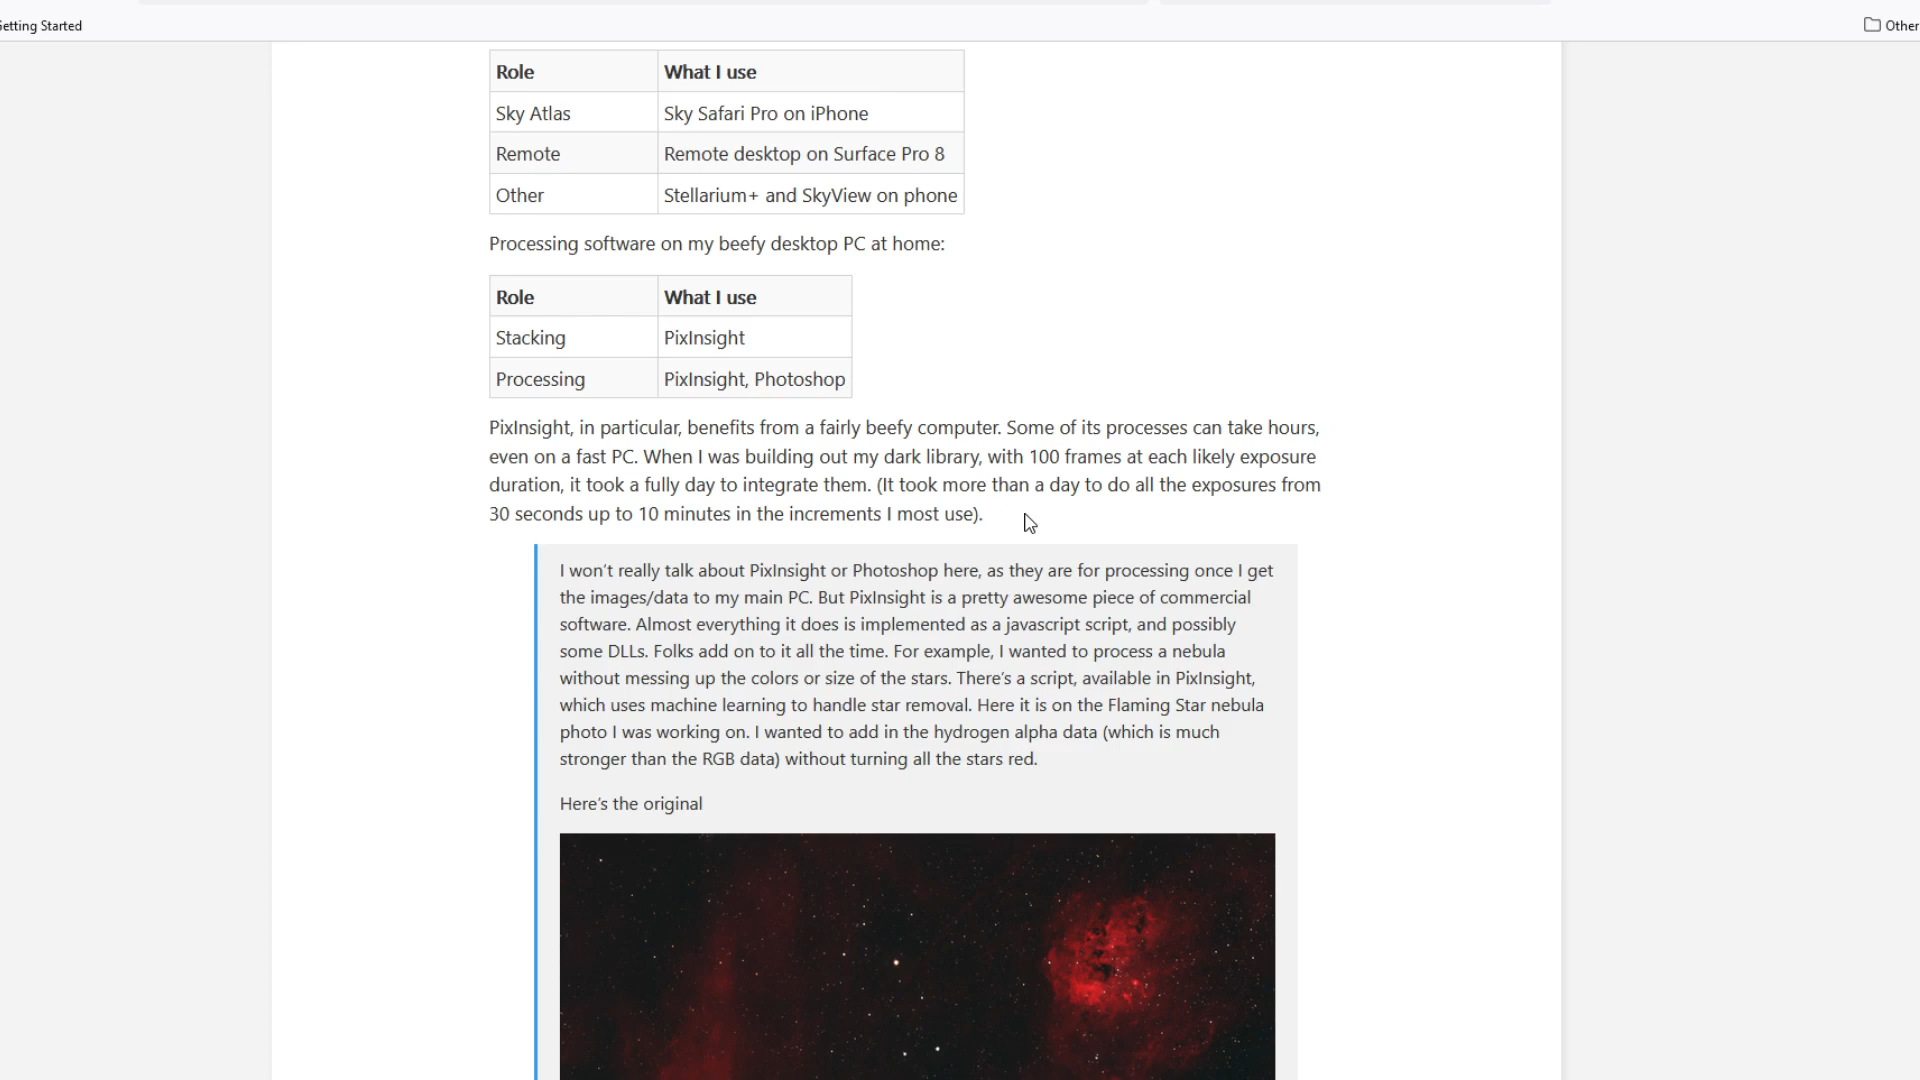 Getting Started
Other
Role What I use
Sky Atlas Sky Safari Pro on iPhone
Remote Remote desktop on Surface Pro 8
Other Stellarium+ and SkyView on phone
Processing software on my beefy desktop PC at home:
Role What I use
Stacking PixInsight
Processing PixInsight, Photoshop
PixInsight, in particular, benefits from a fairly beefy computer. Some of its processes can take hours,
even on a fast PC. When I was building out my dark library, with 100 frames at each likely exposure
duration, it took a fully day to integrate them. (It took more than a day to do all the exposures from
30 seconds up to 10 minutes in the increments I most use).
I won't really talk about PixInsight or Photoshop here, as they are for processing once I get
the images/data to my main PC. But PixInsight is a pretty awesome piece of commercial
software. Almost everything it does is implemented as a javascript script, and possibly
some DLLs. Folks add on to it all the time. For example, I wanted to process a nebula
without messing up the colors or size of the stars. There's a script, available in PixInsight,
which uses machine learning to handle star removal. Here it is on the Flaming Star nebula
photo I was working on. I wanted to add in the hydrogen alpha data (which is much
stronger than the RGB data) without turning all the stars red.
Here's the original